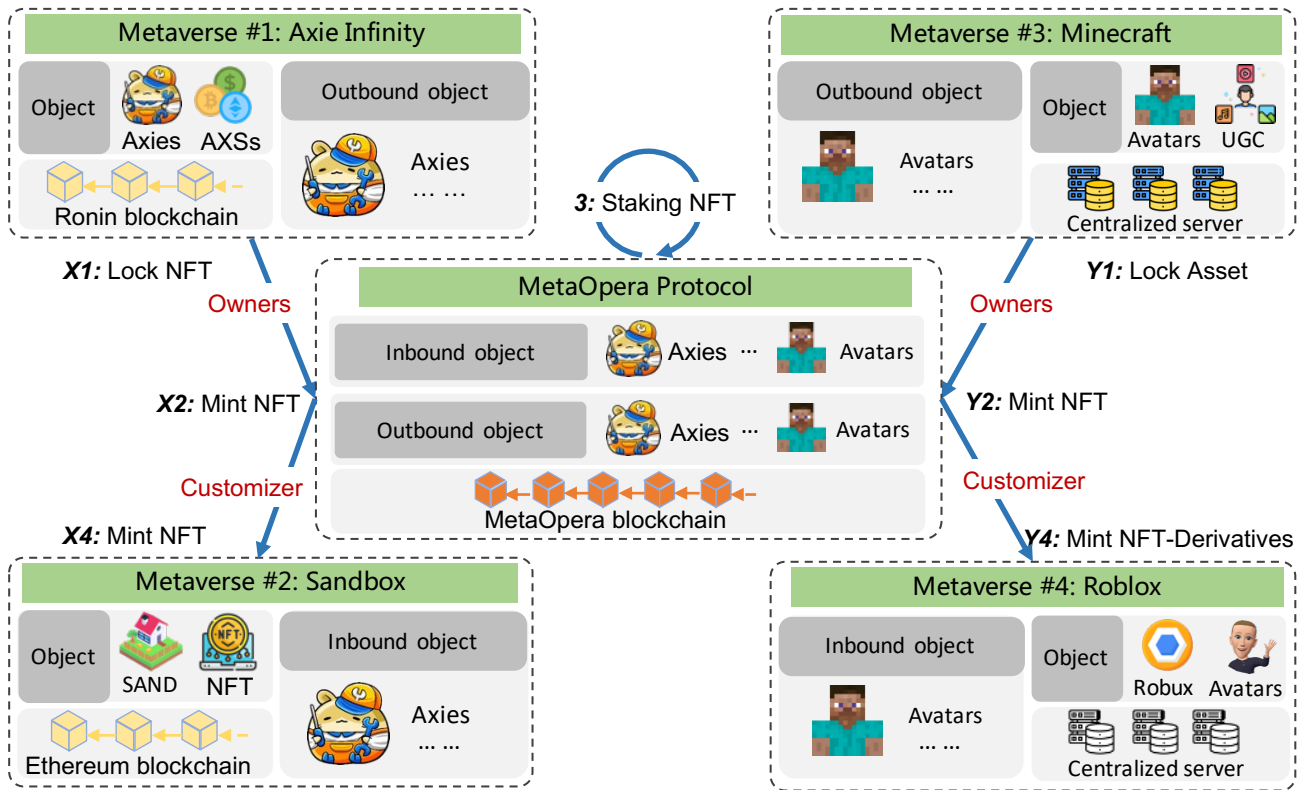 Metaverse #1: Axie Infinity
Object
Axies
AXSs
Ronin blockchain
Outbound object
Axies
... ...
Metaverse #3: Minecraft
Outbound object
Avatars
... ...
Object
Avatars
UGC
Centralized server
3: Staking NFT
X1: Lock NFT
Owners
Y1: Lock Asset
Owners
MetaOpera Protocol
Inbound object
Axies ... Avatars
Outbound object
Axies ... Avatars
MetaOpera blockchain
X2: Mint NFT
Y2: Mint NFT
Customizer
Customizer
X4: Mint NFT
Y4: Mint NFT-Derivatives
Metaverse #2: Sandbox
Object
SAND
NFT
NFT
Ethereum blockchain
Inbound object
Axies
... ...
Metaverse #4: Roblox
Inbound object
Avatars
... ...
Object
Robux
Avatars
Centralized server